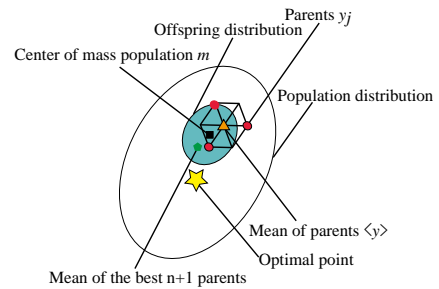 Parents yj
Offspring distribution
Center of mass population m
Population distribution
Mean of parents ⟨y⟩
Optimal point
Mean of the best n+1 parents